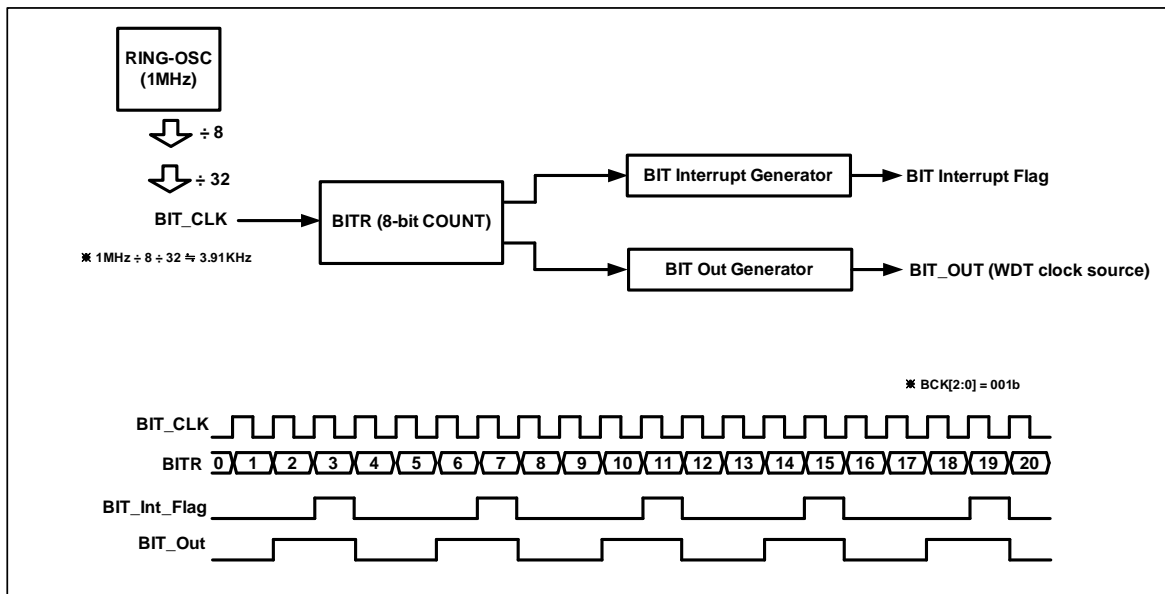 RING-OSC
(1MHz)
÷ 8
÷ 32
BIT_CLK
BITR (8-bit COUNT)
BIT Interrupt Generator
BIT Interrupt Flag
BIT Out Generator
BIT_OUT (WDT clock source)
※ 1MHz ÷ 8 ÷ 32 ≒ 3.91KHz
※ BCK[2:0] = 001b
BIT_CLK
BITR 0 1 2 3 4 5 6 7 8 9 10 11 12 13 14 15 16 17 18 19 20
BIT_Int_Flag
BIT_Out